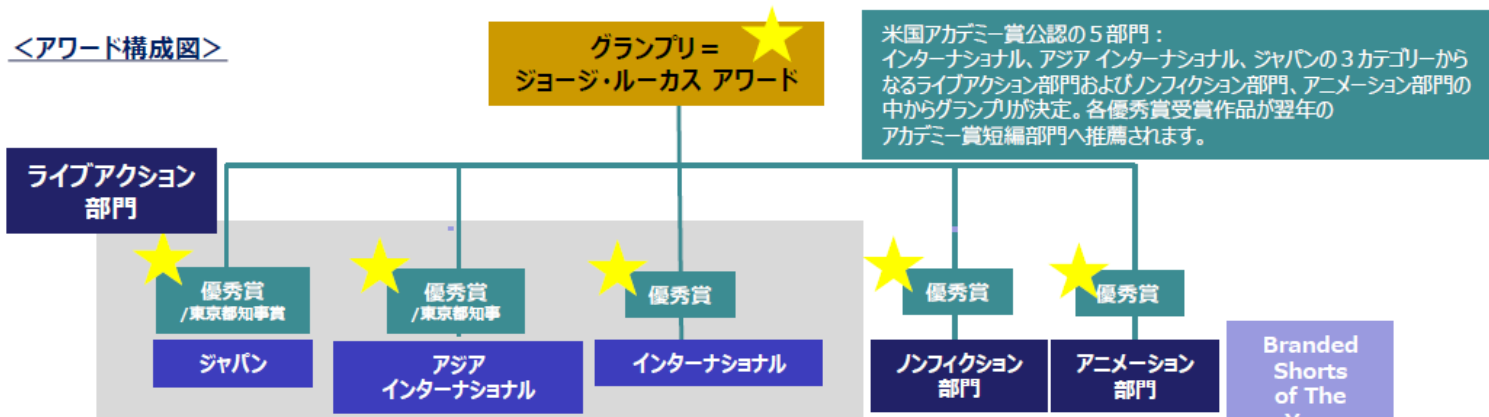 ＜アワード構成図＞
グランプリ＝
ジョージ・ルーカス アワード
米国アカデミー賞公認の５部門：
インターナショナル、アジア インターナショナル、ジャパンの３カテゴリーから
なるライブアクション部門およびノンフィクション部門、アニメーション部門の
中からグランプリが決定。各優秀賞受賞作品が翌年の
アカデミー賞短編部門へ推薦されます。
ライブアクション
部門
優秀賞
/東京都知事賞
ジャパン
優秀賞
/東京都知事
アジア
インターナショナル
優秀賞
インターナショナル
優秀賞
ノンフィクション
部門
優秀賞
アニメーション
部門
Branded
Shorts
of The